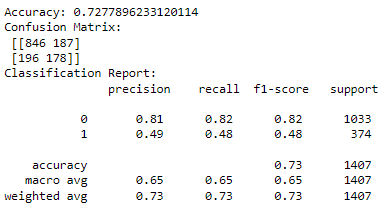 Accuracy: 0.7277896233120114
Confusion Matrix:
[[846 187]
[196 178]]
Classification Report:
precision recall f1-score support
0 0.81 0.82 0.82 1033
1 0.49 0.48 0.48 374
accuracy 0.73 1407
macro avg 0.65 0.65 0.65 1407
weighted avg 0.73 0.73 0.73 1407